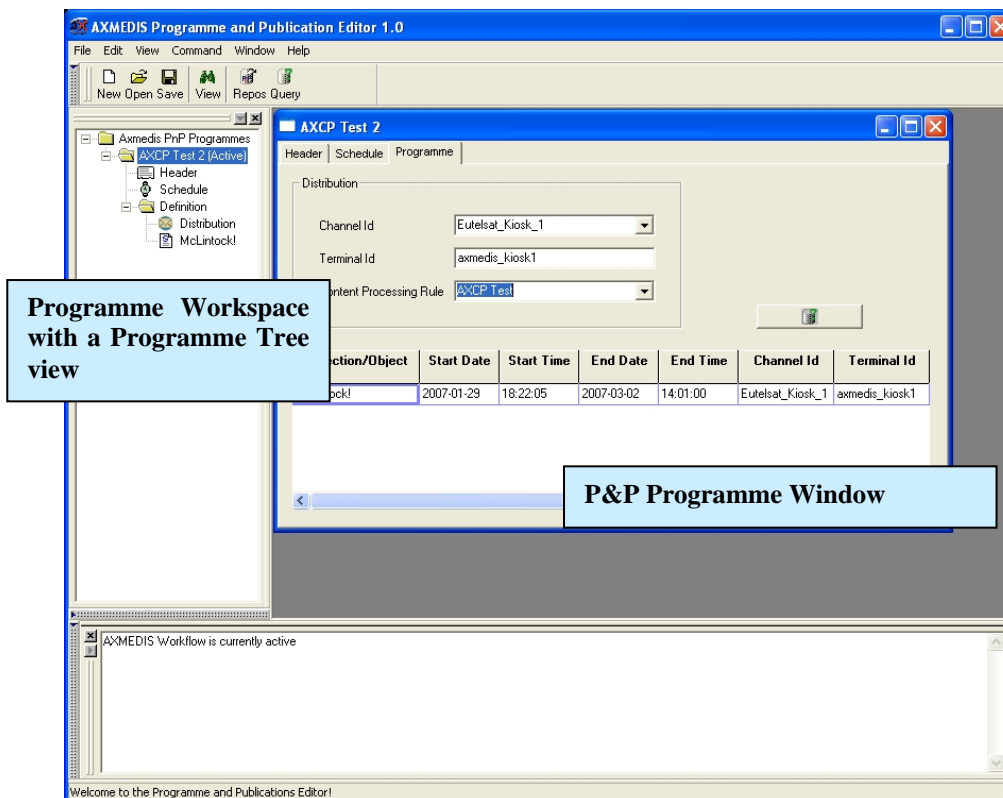 AXMEDIS Programme and Publication Editor 1.0
File Edit View Command Window Help
New Open Save View Repos Query
Axmedis PnP Programmes
AXCP Test 2 (Active)
Header
Schedule
Definition
Distribution
McLintock!
AXCP Test 2
Header Schedule Programme
Distribution
Channel Id Eutelsat_Kiosk_1
Terminal Id axmedis_kiosk1
ontent Processing Rule AXCP Test
Programme Workspace
with a Programme Tree
view
ection/Object Start Date Start Time End Date End Time Channel Id Terminal Id
ock! 2007-01-29 18:22:05 2007-03-02 14:01:00 Eutelsat_Kiosk_1 axmedis_kiosk1
P&P Programme Window
AXMEDIS Workflow is currently active
Welcome to the Programme and Publications Editor!